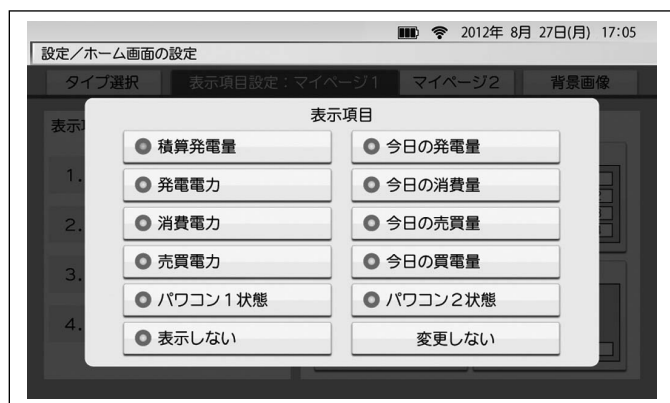 2012年 8月 27日(月) 17:05
設定/ホーム画面の設定
タイプ選択 表示項目設定:マイページ1 マイページ2 背景画像
表示項目
積算発電量 今日の発電量
発電電力 今日の消費量
消費電力 今日の売買量
売買電力 今日の買電量
パワコン1状態 パワコン2状態
表示しない 変更しない
1.
2.
3.
4.